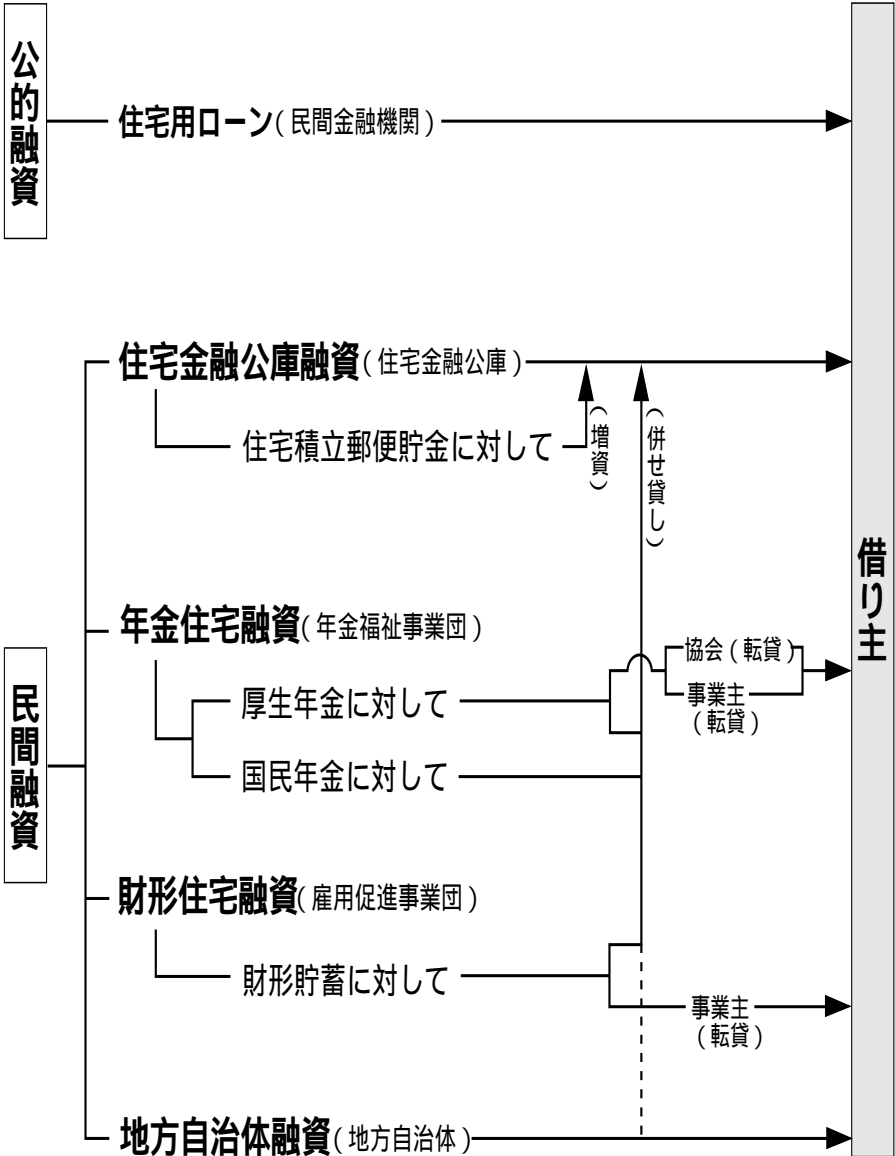 公的融資
住宅用ローン(民間金融機関)
住宅金融公庫融資(住宅金融公庫)
住宅積立郵便貯金に対して
(増資)
(併せ貸し)
借り主
民間融資
年金住宅融資(年金福祉事業団)
厚生年金に対して
協会(転貸)
事業主
(転貸)
国民年金に対して
財形住宅融資(雇用促進事業団)
財形貯蓄に対して
事業主
(転貸)
地方自治体融資(地方自治体)